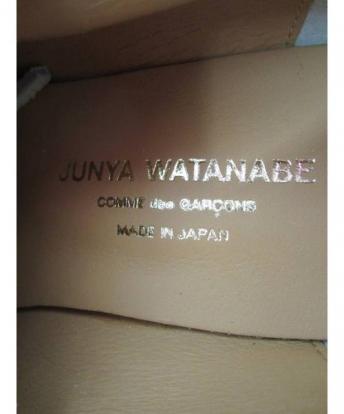 JUNYA WATANABE
COMME des GARÇONS
MADE IN JAPAN